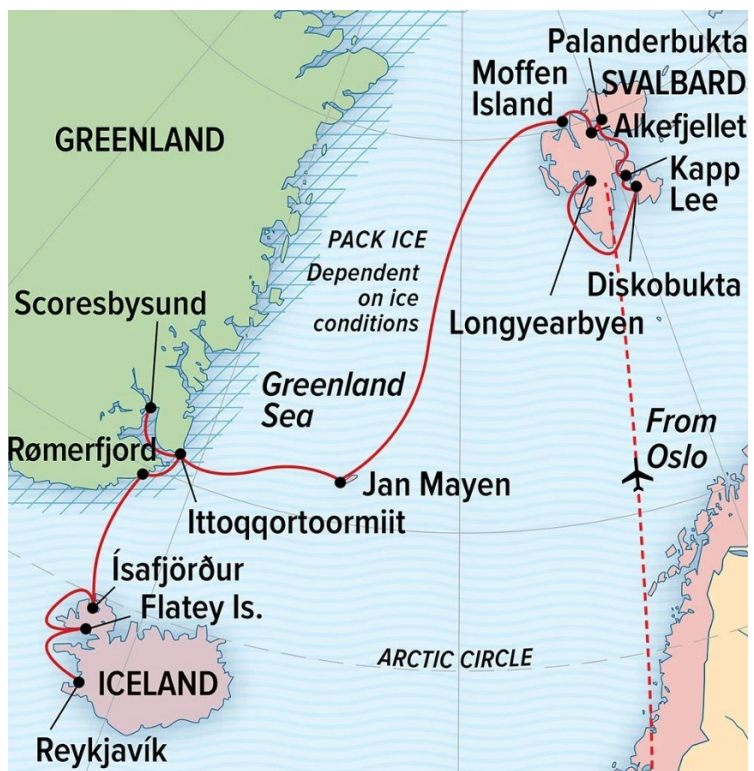 Palanderbukta
Moffen
Island
SVALBARD
Alkefjellet
GREENLAND
Kapp
Lee
PACK ICE
Dependent
on ice
conditions
Diskobukta
Scoresbysund
Longyearbyen
Greenland
Sea
From
Oslo
Rømerfjord
Jan Mayen
Ittoqqortoormiit
Ísafjörður
Flatey Is.
ARCTIC CIRCLE
ICELAND
Reykjavík